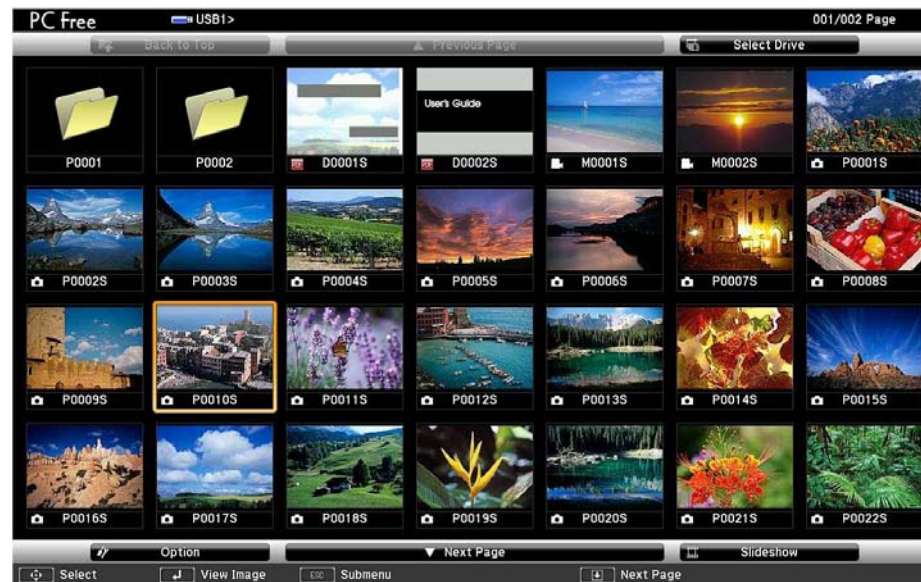 PC Free USB1> 001/002 Page
Back to Top ▲ Previous Page Select Drive
User's Guide
P0001 P0002 D0001S D0002S M0001S M0002S P0001S
P0002S P0003S P0004S P0005S P0006S P0007S P0008S
P0009S P0010S P0011S P0012S P0013S P0014S P0015S
P0016S P0017S P0018S P0019S P0020S P0021S P0022S
Option ▼ Next Page Slideshow
Select View Image ESC Submenu Next Page